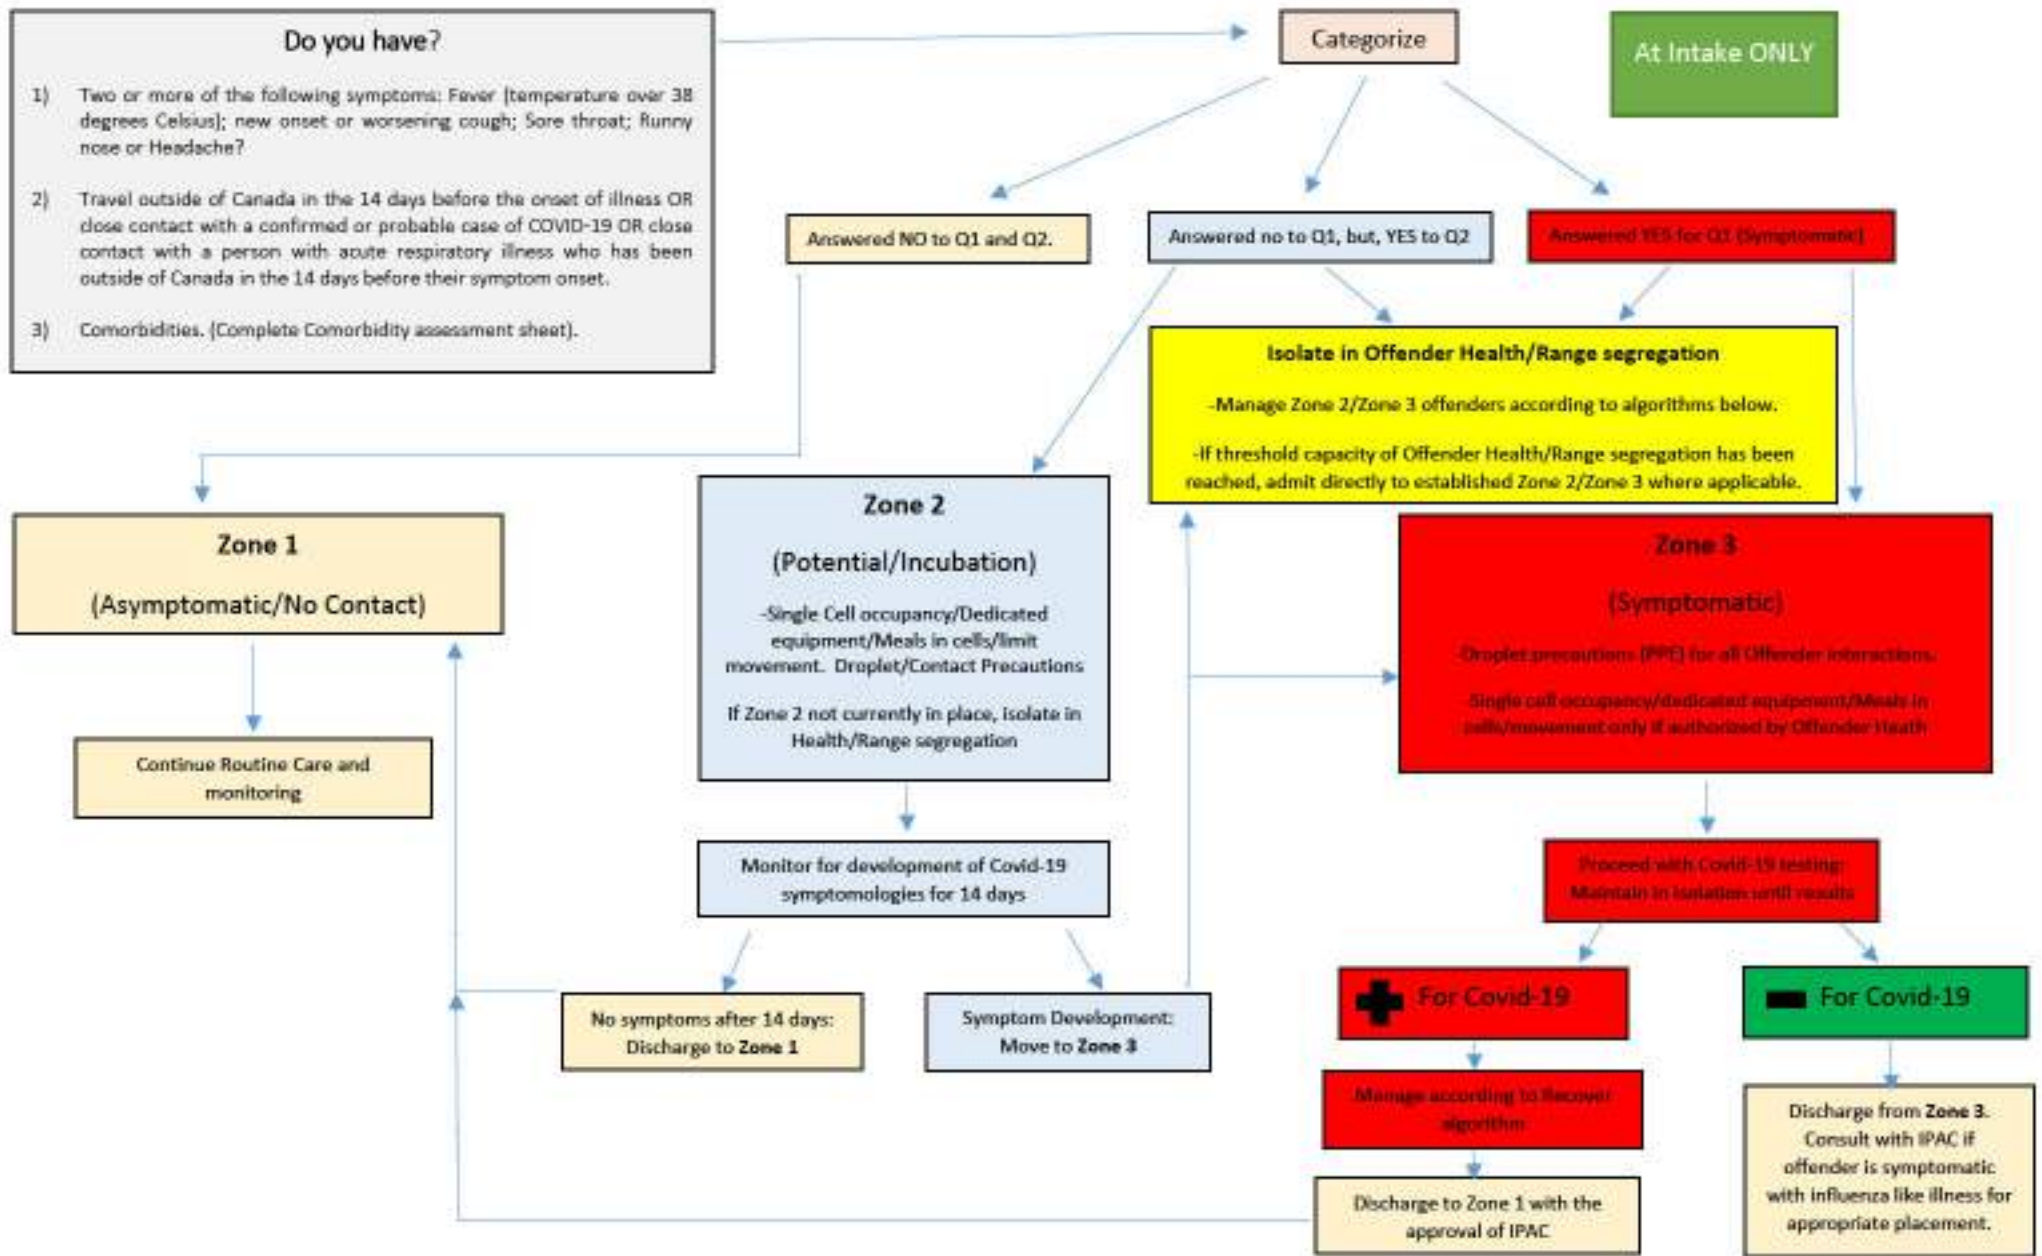 Do you have?
1) Two or more of the following symptoms: Fever (temperature over 38
degrees Celsius); new onset or worsening cough; Sore throat; Runny
nose or Headache?
2) Travel outside of Canada in the 14 days before the onset of illness OR
close contact with a confirmed or probable case of COVID-19 OR close
contact with a person with acute respiratory illness who has been
outside of Canada in the 14 days before their symptom onset.
3) Comorbidities. (Complete Comorbidity assessment sheet).
Categorize
At Intake ONLY
Answered NO to Q1 and Q2.
Answered no to Q1, but, YES to Q2
Answered YES for Q1 (Symptomatic)
Isolate in Offender Health/Range segregation
-Manage Zone 2/Zone 3 offenders according to algorithms below.
-If threshold capacity of Offender Health/Range segregation has been
reached, admit directly to established Zone 2/Zone 3 where applicable.
Zone 1
(Asymptomatic/No Contact)
Continue Routine Care and
monitoring
Zone 2
(Potential/Incubation)
-Single Cell occupancy/Dedicated
equipment/Meals in cells/limit
movement. Droplet/Contact Precautions
If Zone 2 not currently in place, isolate in
Health/Range segregation
Monitor for development of Covid-19
symptomologies for 14 days
No symptoms after 14 days:
Discharge to Zone 1
Symptom Development:
Move to Zone 3
Zone 3
(Symptomatic)
-Droplet precautions (PPE) for all Offender interactions.
-Single cell occupancy/dedicated equipment/Meals in
cells/movement only if authorized by Offender Heath
Proceed with Covid-19 testing:
Maintain in isolation until results
For Covid-19
For Covid-19
Manage according to Recover
algorithm
Discharge to Zone 1 with the
approval of IPAC
Discharge from Zone 3.
Consult with IPAC if
offender is symptomatic
with influenza like illness for
appropriate placement.